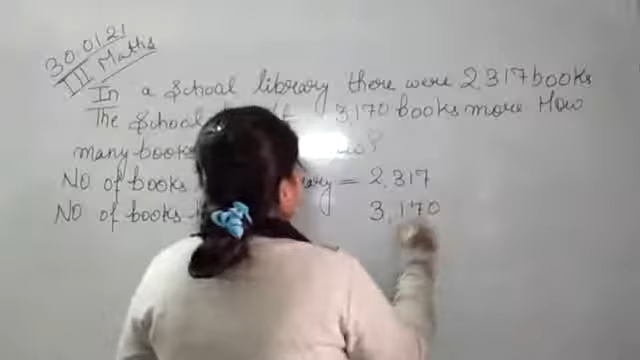 30.01.21
III Maths
In a School library there were 2,317 books
The School 3,170 books more How
many books ?
No of books = 2,317
No of books 3,170